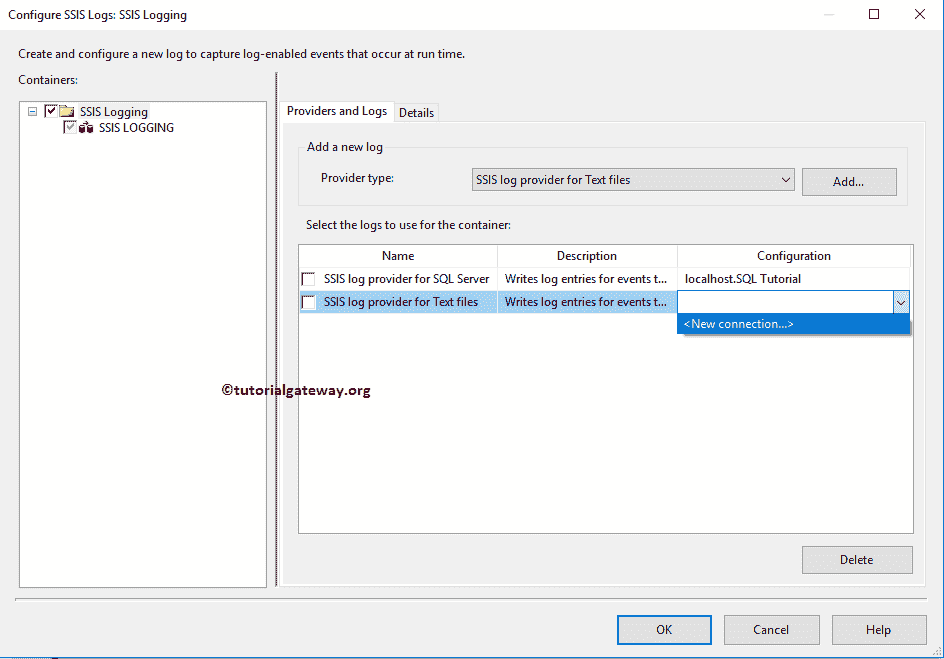 Configure SSIS Logs: SSIS Logging
Create and configure a new log to capture log-enabled events that occur at run time.
Containers:
SSIS Logging
SSIS LOGGING
Providers and Logs
Details
Add a new log
Provider type:
SSIS log provider for Text files
Add...
Select the logs to use for the container:
Name Description Configuration
SSIS log provider for SQL Server Writes log entries for events t... localhost.SQL Tutorial
SSIS log provider for Text files Writes log entries for events t...
<New connection...>
©tutorialgateway.org
Delete
OK Cancel Help